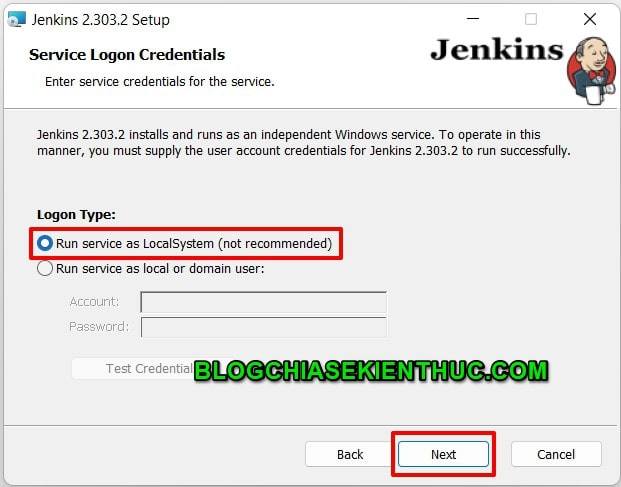 Jenkins 2.303.2 Setup
Service Logon Credentials
Enter service credentials for the service.
Jenkins
Jenkins 2.303.2 installs and runs as an independent Windows service. To operate in this
manner, you must supply the user account credentials for Jenkins 2.303.2 to run successfully.
Logon Type:
Run service as LocalSystem (not recommended)
Run service as local or domain user:
Account:
Password:
Test Credential
BLOGCHIASEKIENTHUC.COM
Back
Next
Cancel